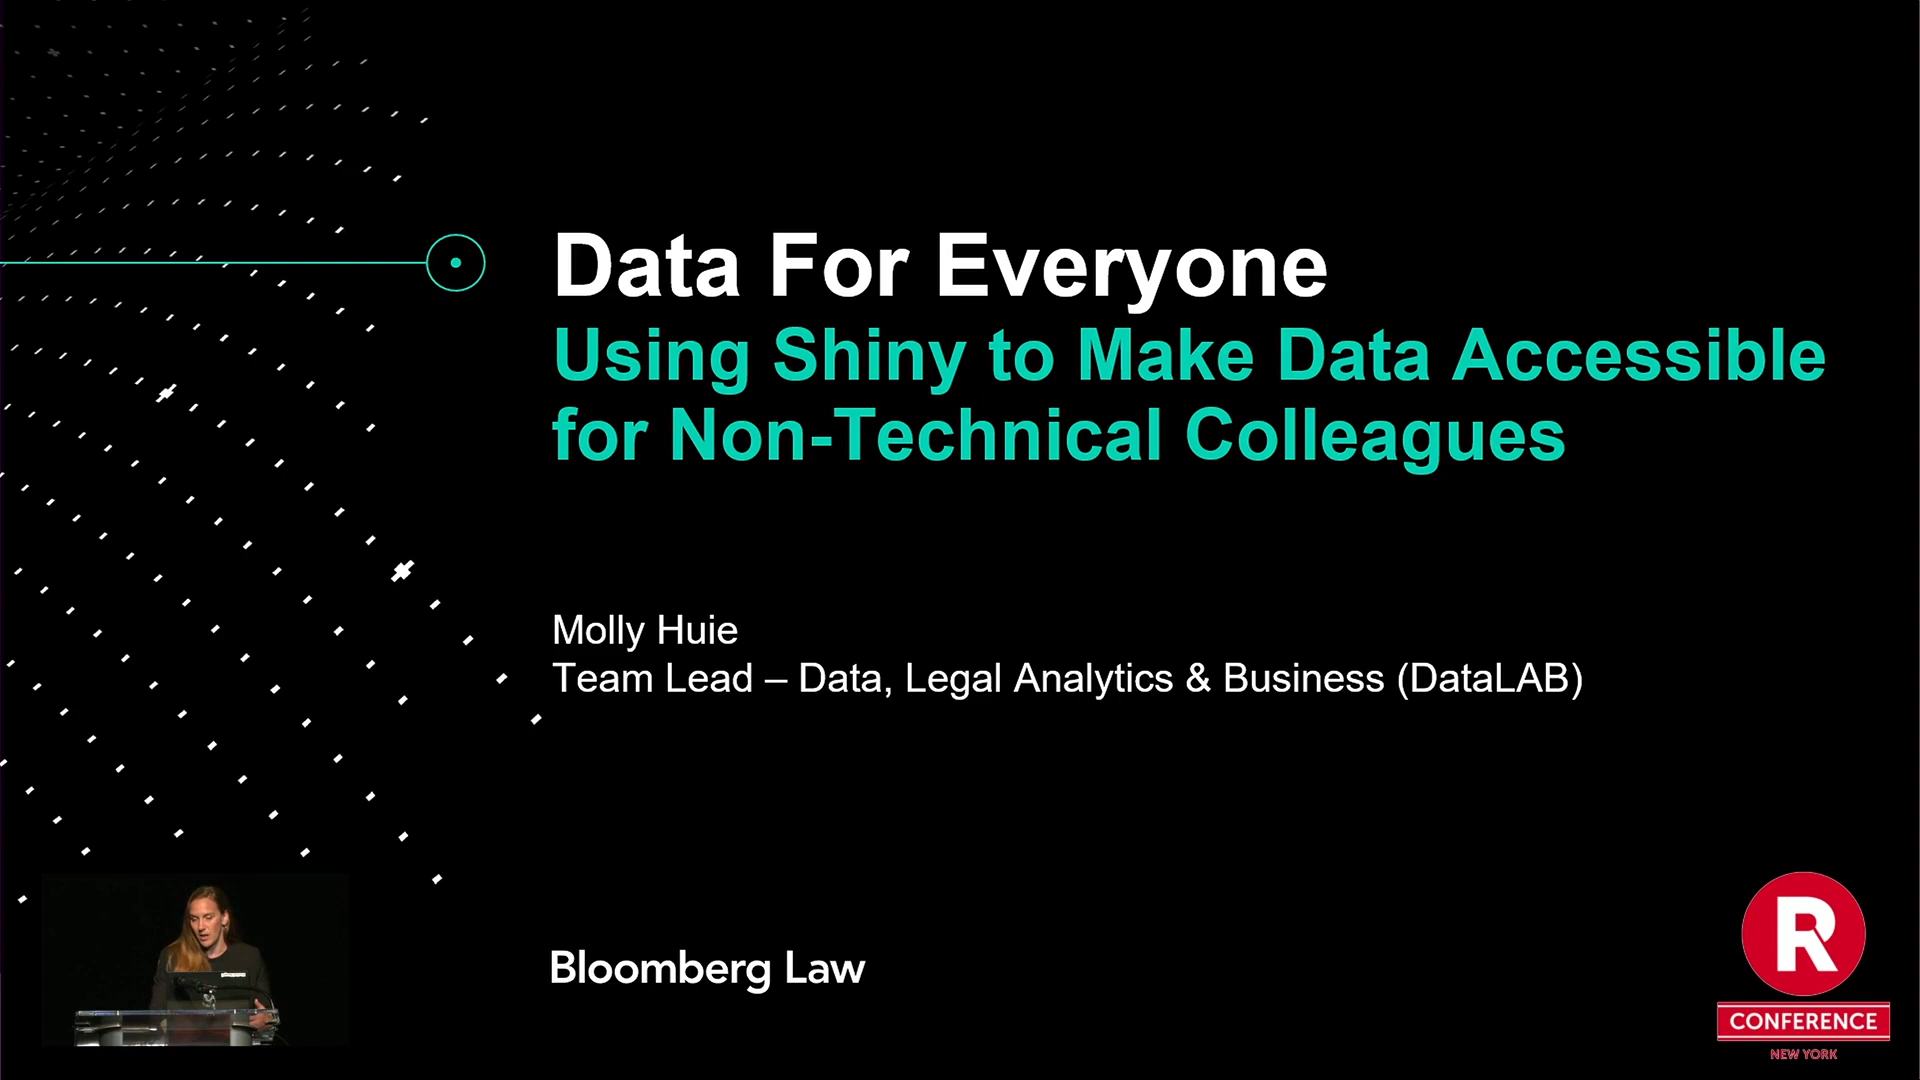 Data For Everyone
Using Shiny to Make Data Accessible
for Non-Technical Colleagues
Molly Huie
Team Lead – Data, Legal Analytics & Business (DataLAB)
Bloomberg Law
R
CONFERENCE
NEW YORK